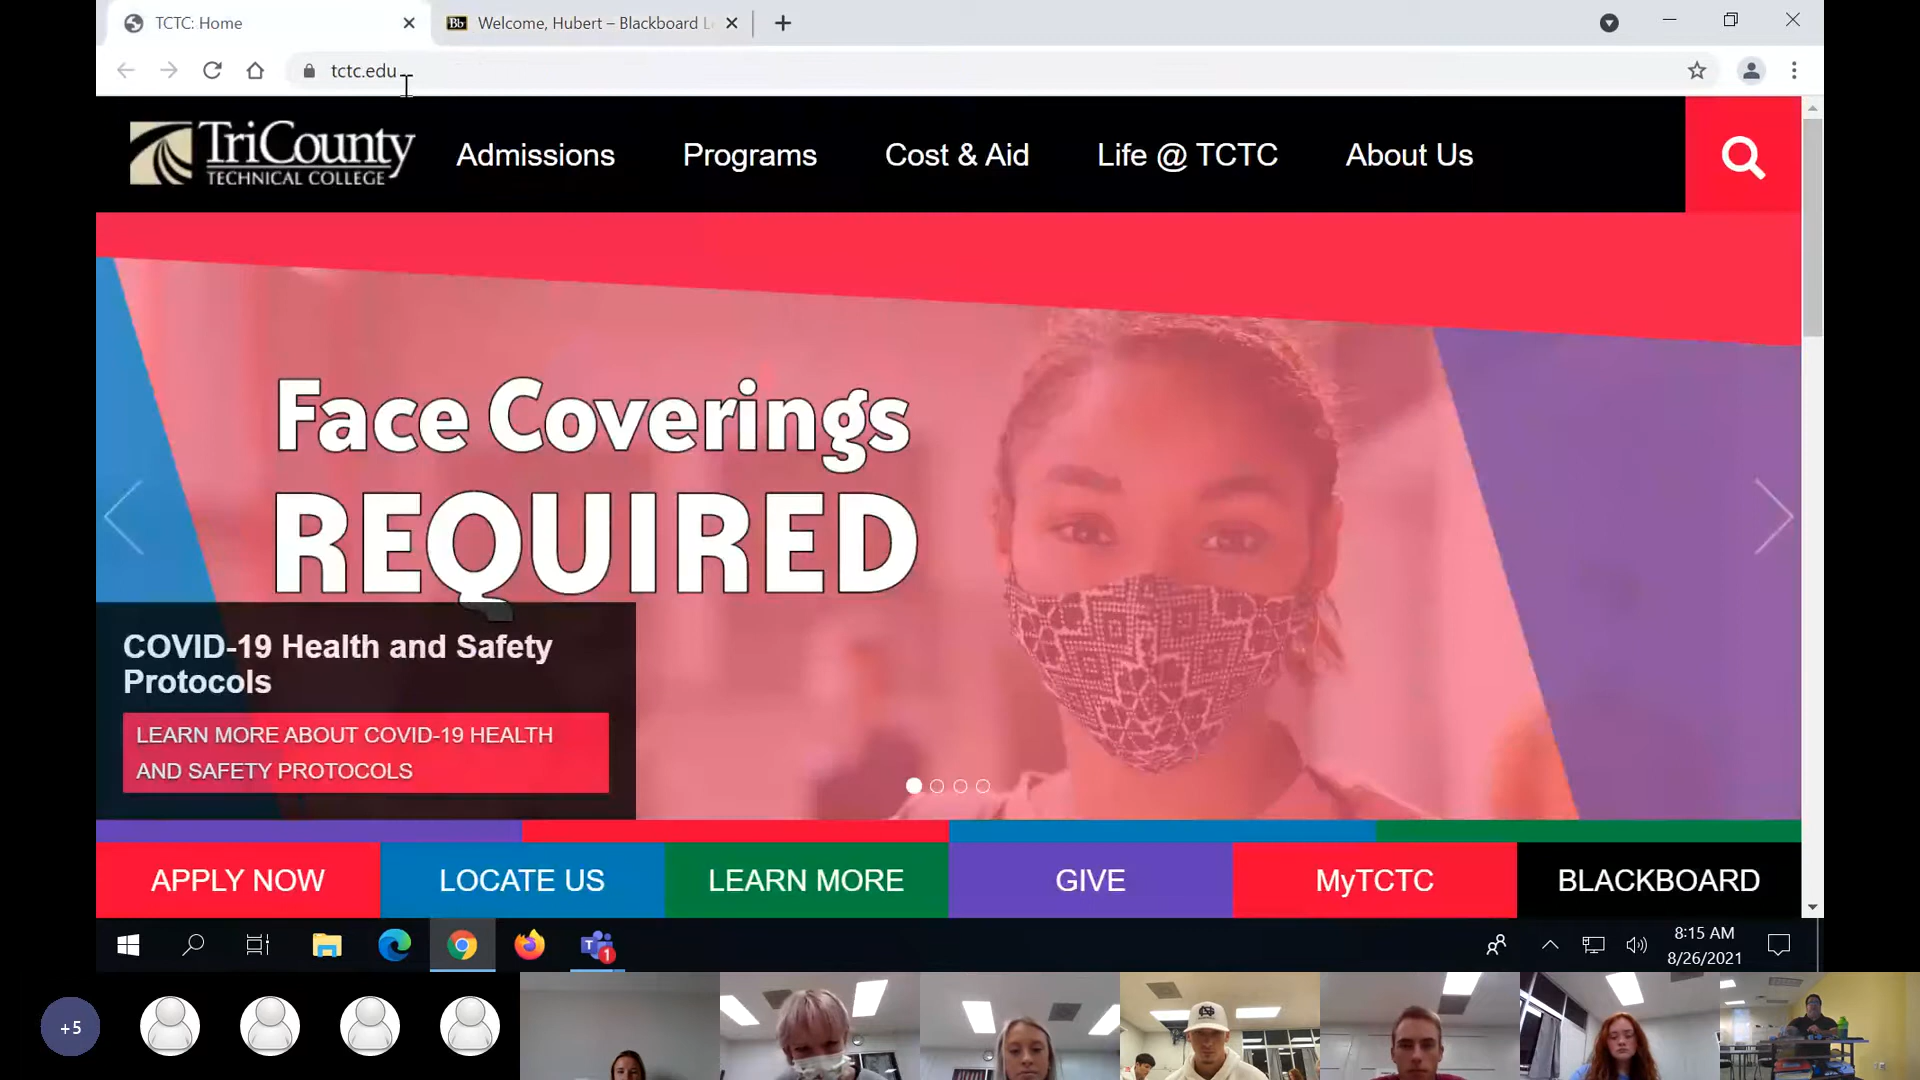 TCTC: Home
Welcome, Hubert – Blackboard L
tctc.edu
TriCounty
TECHNICAL COLLEGE
Admissions
Programs
Cost & Aid
Life @ TCTC
About Us
Face Coverings
REQUIRED
COVID-19 Health and Safety
Protocols
LEARN MORE ABOUT COVID-19 HEALTH
AND SAFETY PROTOCOLS
APPLY NOW
LOCATE US
LEARN MORE
GIVE
MyTCTC
BLACKBOARD
8:15 AM
8/26/2021
+5